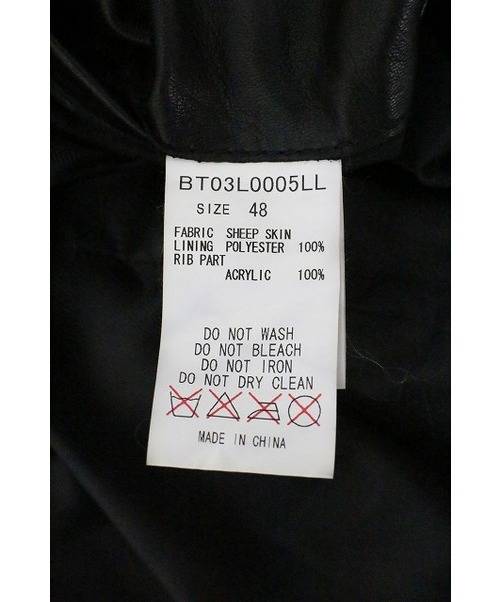 BT03L0005LL
SIZE 48
FABRIC SHEEP SKIN
LINING POLYESTER 100%
RIB PART
ACRYLIC 100%
DO NOT WASH
DO NOT BLEACH
DO NOT IRON
DO NOT DRY CLEAN
MADE IN CHINA